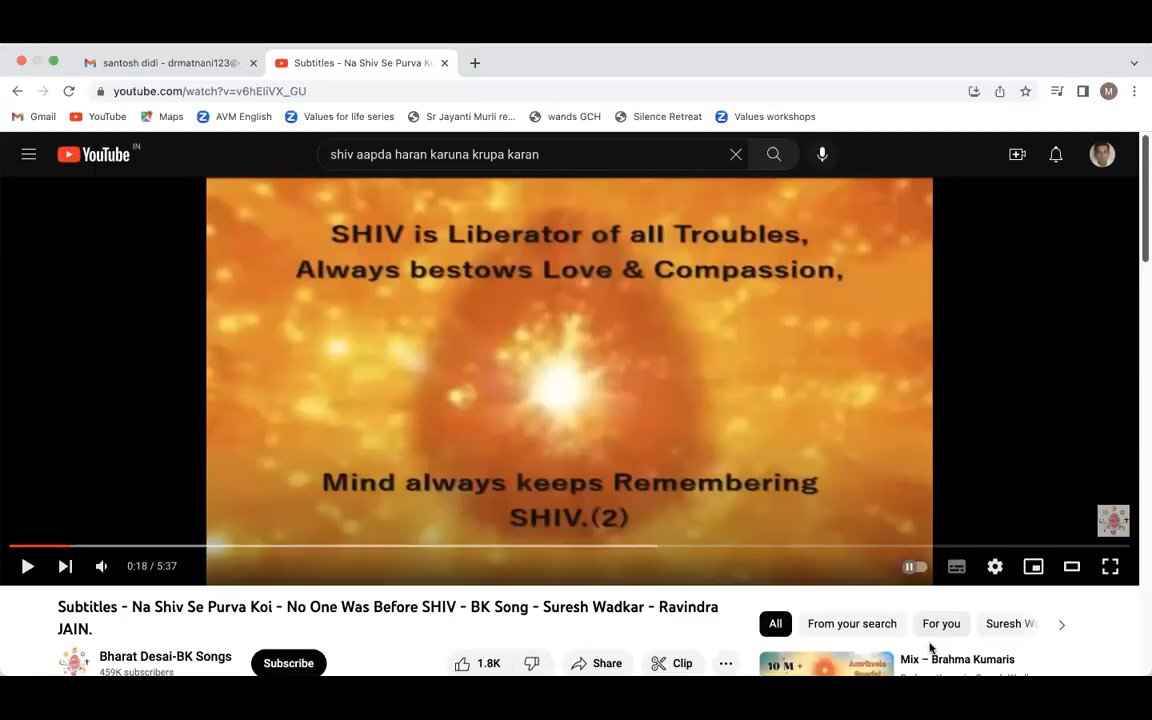 santosh didi - drmatnani123@
Subtitles - Na Shiv Se Purva Ko
youtube.com/watch?v=v6hEliVX_GU
M
Gmail
YouTube
Maps
AVM English
Values for life series
Sr Jayanti Murli re...
wands GCH
Silence Retreat
Values workshops
YouTube IN
shiv aapda haran karuna krupa karan
SHIV is Liberator of all Troubles,
Always bestows Love & Compassion,
Mind always keeps Remembering
SHIV.(2)
0:18 / 5:37
Subtitles - Na Shiv Se Purva Koi - No One Was Before SHIV - BK Song - Suresh Wadkar - Ravindra
JAIN.
All
From your search
For you
Suresh W
Bharat Desai-BK Songs
459K subscribers
Subscribe
1.8K
Share
Clip
10 M +
Amritvela
Special
Mix – Brahma Kumaris